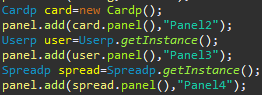 Cardp card=new Cardp();
panel.add(card.panel(),"Panel2");
Userp user=Userp.getInstance();
panel.add(user.panel(),"Panel3");
Spreadp spread=Spreadp.getInstance();
panel.add(spread.panel(),"Panel4");